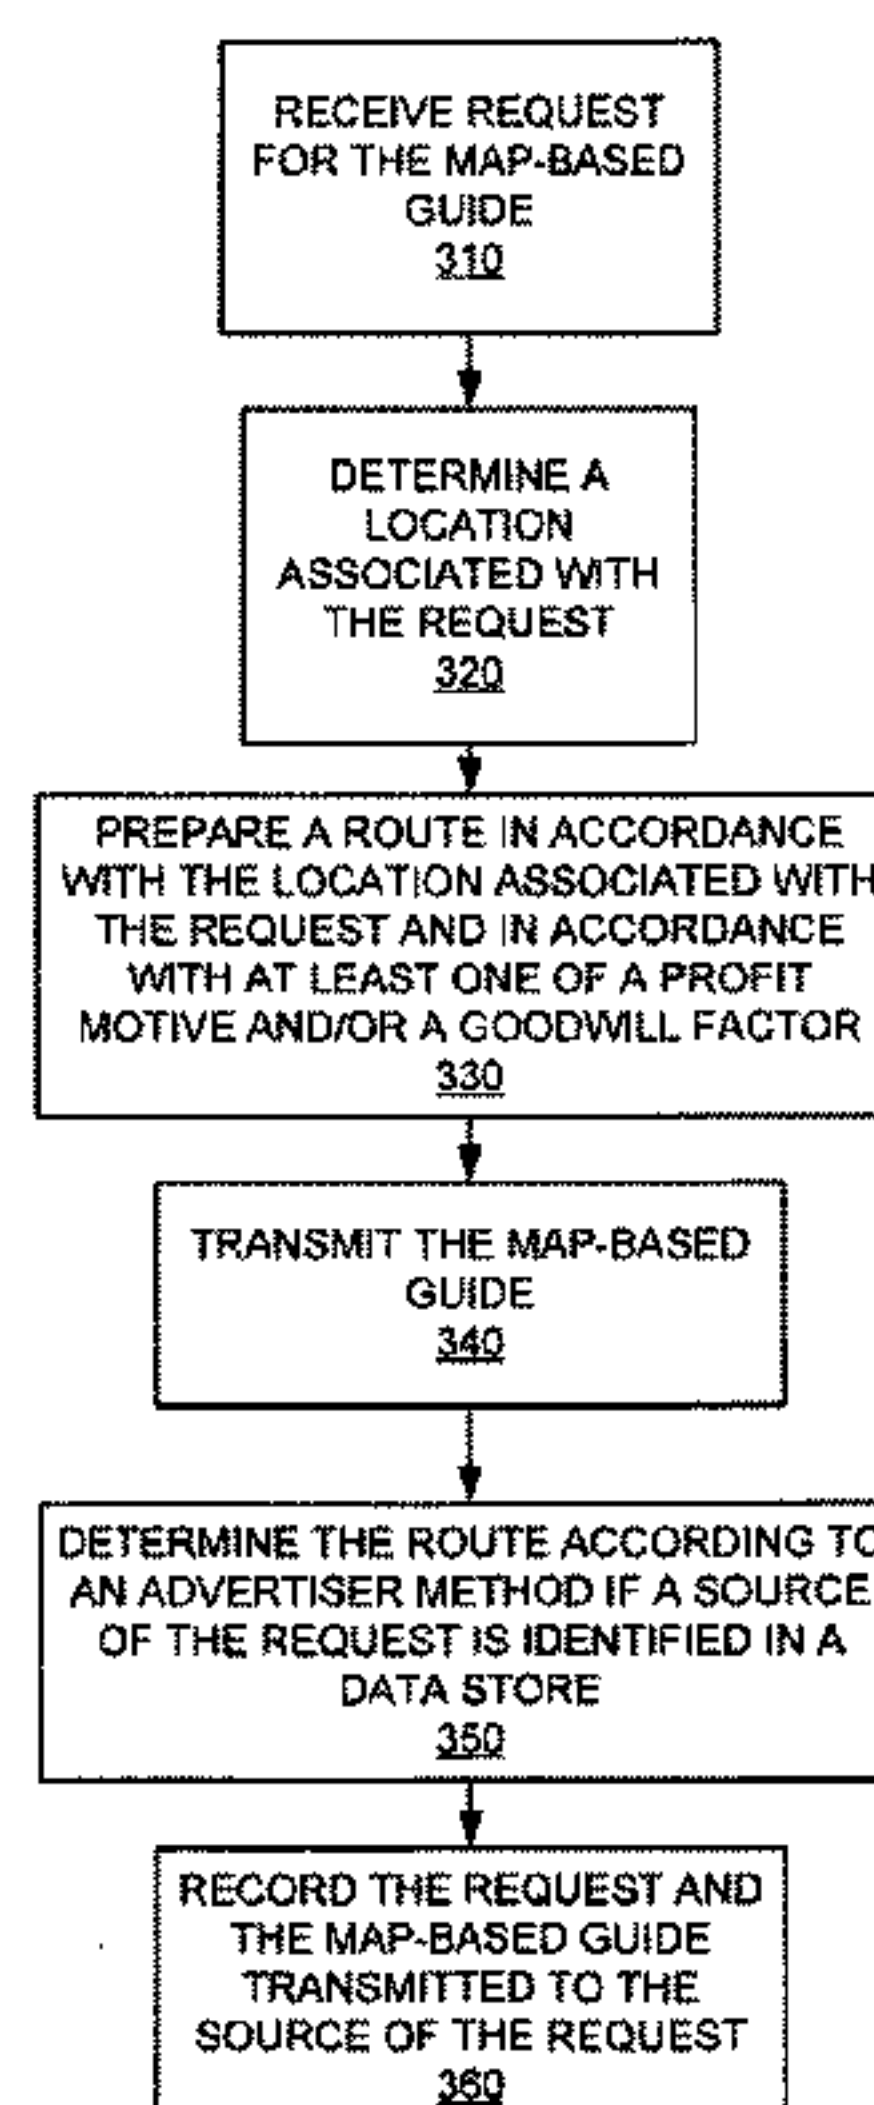 RECEIVE REQUEST
FOR THE MAP-BASED
GUIDE
310
DETERMINE A
LOCATION
ASSOCIATED WITH
THE REQUEST
320
PREPARE A ROUTE IN ACCORDANCE
WITH THE LOCATION ASSOCIATED WITH
THE REQUEST AND IN ACCORDANCE
WITH AT LEAST ONE OF A PROFIT
MOTIVE AND/OR A GOODWILL FACTOR
330
TRANSMIT THE MAP-BASED
GUIDE
340
DETERMINE THE ROUTE ACCORDING TO
AN ADVERTISER METHOD IF A SOURCE
OF THE REQUEST IS IDENTIFIED IN A
DATA STORE
350
RECORD THE REQUEST AND
THE MAP-BASED GUIDE
TRANSMITTED TO THE
SOURCE OF THE REQUEST
360